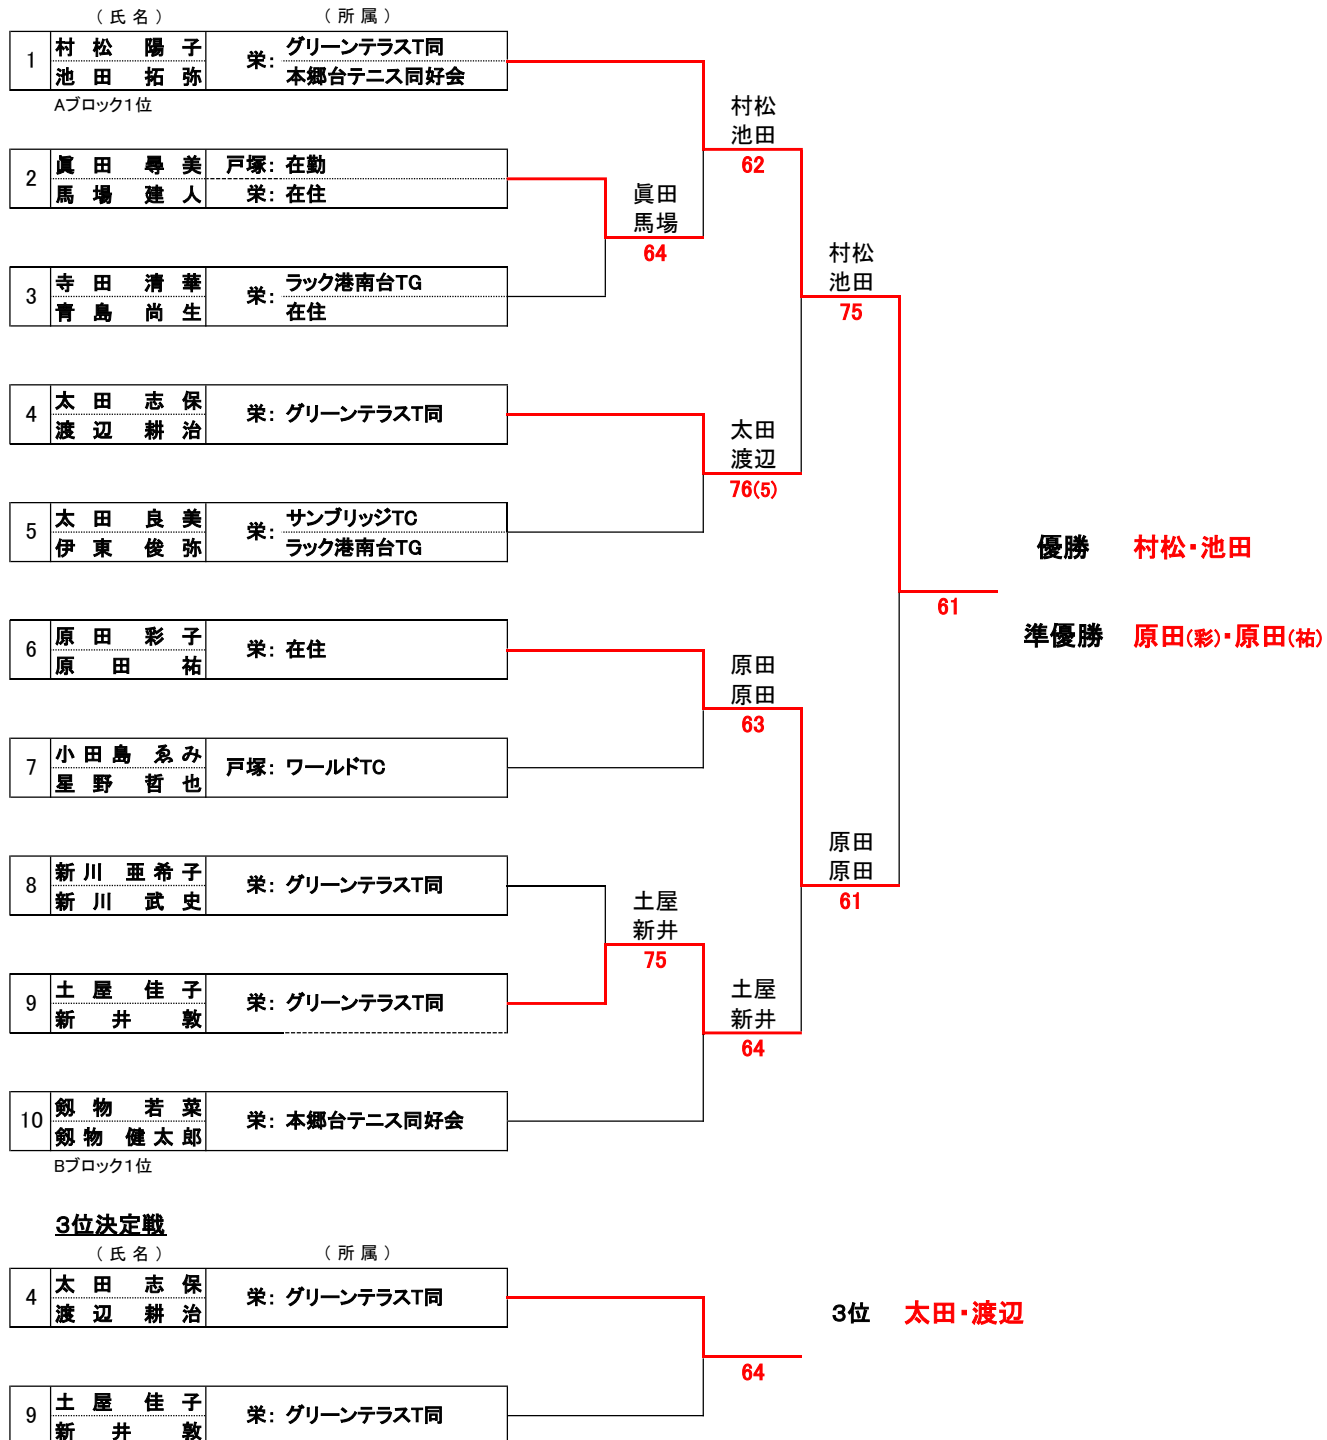 （氏名）　（所属）
1　村松　陽子　栄：　グリーンテラスT同
池田　拓弥　本郷台テニス同好会
Aブロック1位
村松
池田
62
2　眞田　尋美　戸塚：　在勤
馬場　建人　栄：　在住
眞田
馬場
64
村松
池田
75
3　寺田　清華　栄：　ラック港南台TG
青島　尚生　在住
4　太田　志保　栄：　グリーンテラスT同
渡辺　耕治
太田
渡辺
76(5)
5　太田　良美　栄：　サンブリッジTC
伊東　俊弥　ラック港南台TG
優勝　村松・池田
61
準優勝　原田(彩)・原田(祐)
6　原田　彩子　栄：　在住
原田　祐
原田
原田
63
7　小田島　ゑみ　戸塚：　ワールドTC
星野　哲也
原田
原田
61
8　新川　亜希子　栄：　グリーンテラスT同
新川　武史
土屋
新井
75
9　土屋　佳子　栄：　グリーンテラスT同
新井　敦
土屋
新井
64
10　剱物　若菜　栄：　本郷台テニス同好会
剱物　健太郎
Bブロック1位
3位決定戦
（氏名）　（所属）
4　太田　志保　栄：　グリーンテラスT同
渡辺　耕治
3位　太田・渡辺
64
9　土屋　佳子　栄：　グリーンテラスT同
新井　敦